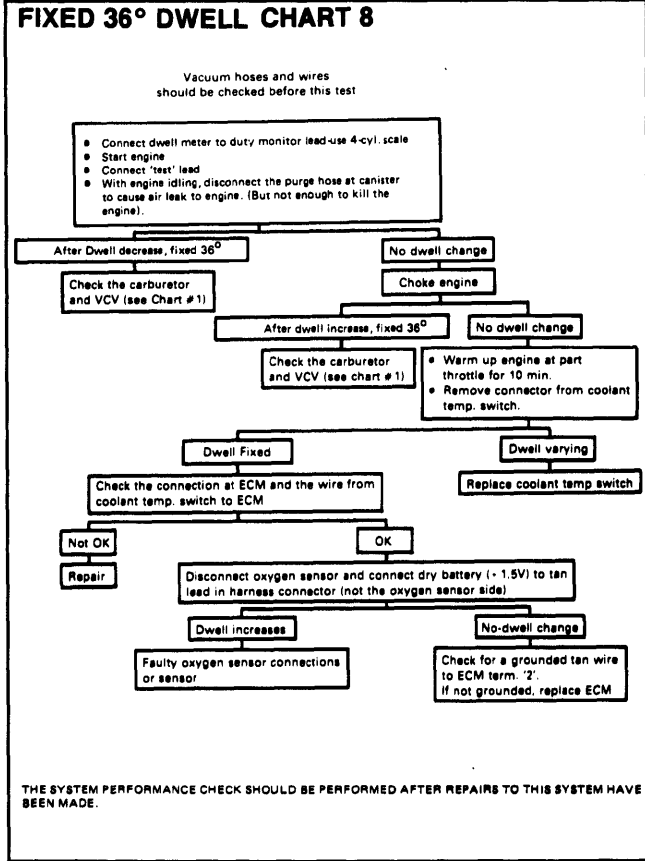 FIXED 36° DWELL CHART 8
Vacuum hoses and wires
should be checked before this test
• Connect dwell meter to duty monitor lead-use 4-cyl. scale
• Start engine
• Connect 'test' lead
• With engine idling, disconnect the purge hose at canister
to cause air leak to engine. (But not enough to kill the
engine).
After Dwell decrease, fixed 36°
No dwell change
Check the carburetor
and VCV (see Chart #1)
Choke engine
After dwell increase, fixed 36°
No dwell change
Check the carburetor
and VCV (see chart #1)
• Warm up engine at part
throttle for 10 min.
• Remove connector from coolant
temp. switch.
Dwell Fixed
Dwell varying
Check the connection at ECM and the wire from
coolant temp. switch to ECM
Replace coolant temp switch
Not OK
OK
Repair
Disconnect oxygen sensor and connect dry battery (+ 1.5V) to tan
lead in harness connector (not the oxygen sensor side)
Dwell increases
No-dwell change
Faulty oxygen sensor connections
or sensor
Check for a grounded tan wire
to ECM term. '2'.
If not grounded, replace ECM
THE SYSTEM PERFORMANCE CHECK SHOULD BE PERFORMED AFTER REPAIRS TO THIS SYSTEM HAVE
BEEN MADE.